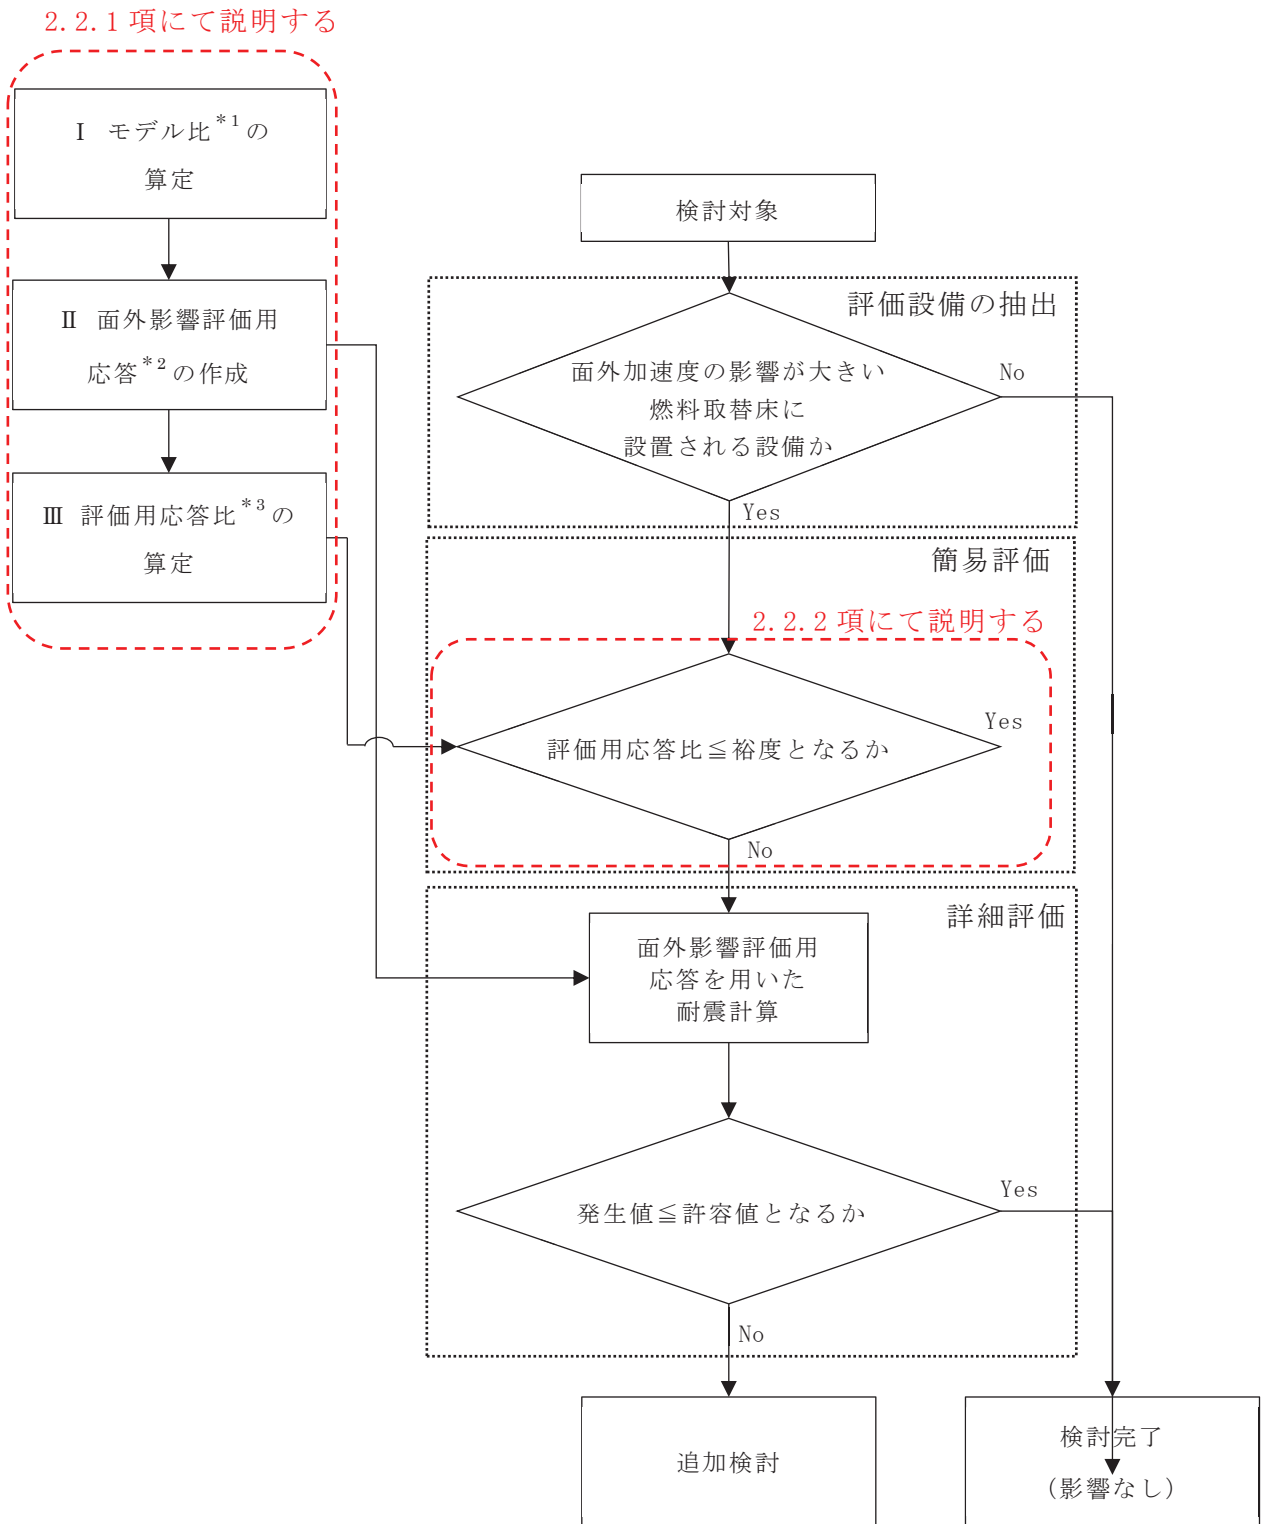 2.2.1 項にて説明する
Ⅰ モデル比*1の
算定
Ⅱ 面外影響評価用
応答*2の作成
Ⅲ 評価用応答比*3の
算定
検討対象
評価設備の抽出
面外加速度の影響が大きい
燃料取替床に
設置される設備か
No
Yes
簡易評価
2.2.2 項にて説明する
評価用応答比≦裕度となるか
Yes
No
詳細評価
面外影響評価用
応答を用いた
耐震計算
発生値≦許容値となるか
Yes
No
追加検討
検討完了
(影響なし)